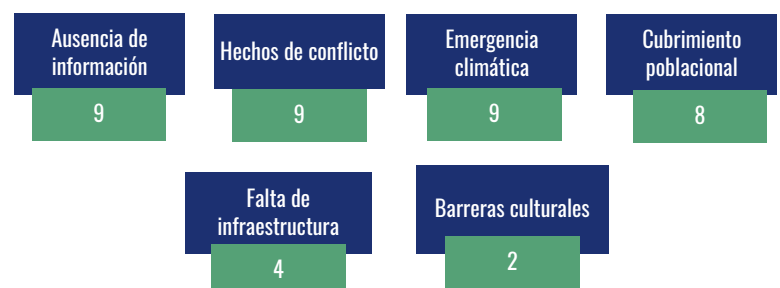 Ausencia de
información
9
Hechos de conflicto
9
Emergencia
climática
9
Cubrimiento
poblacional
8
Falta de
infraestructura
4
Barreras culturales
2